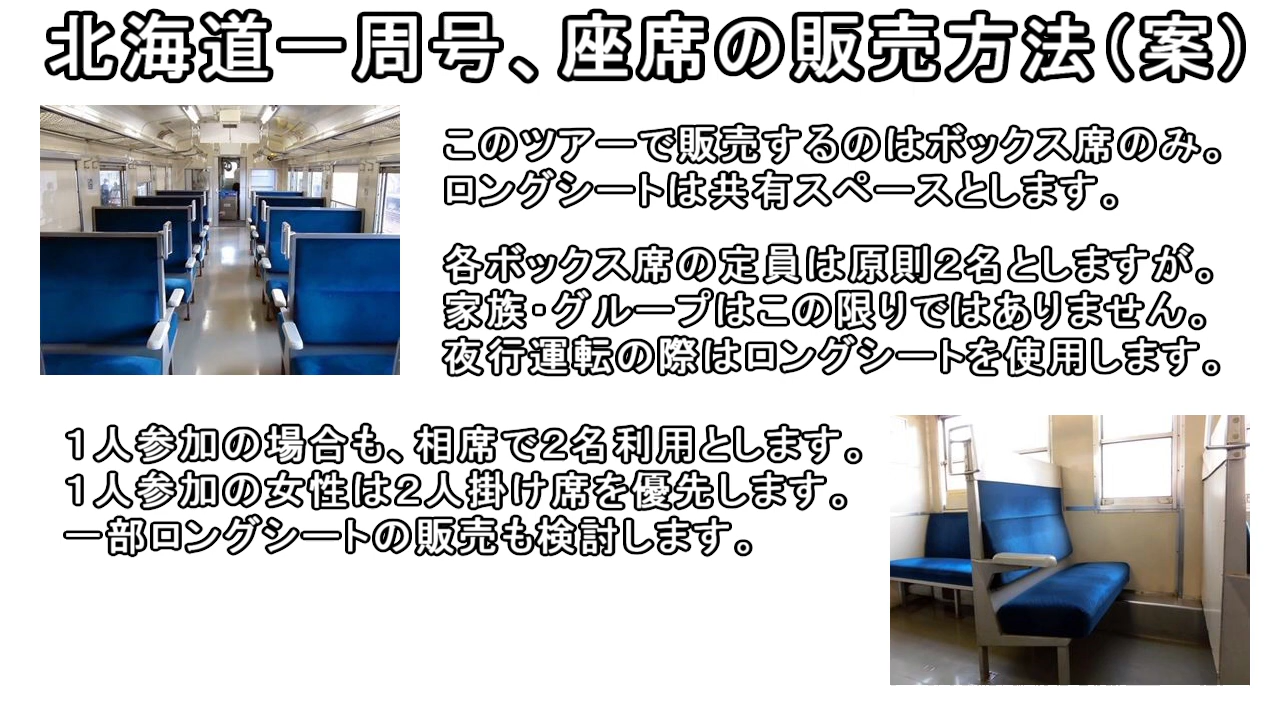 北海道一周号、座席の販売方法（案）
このツアーで販売するのはボックス席のみ。
ロングシートは共有スペースとします。
各ボックス席の定員は原則２名としますが。
家族・グループはこの限りではありません。
夜行運転の際はロングシートを使用します。
１人参加の場合も、相席で２名利用とします。
１人参加の女性は２人掛け席を優先します。
一部ロングシートの販売も検討します。